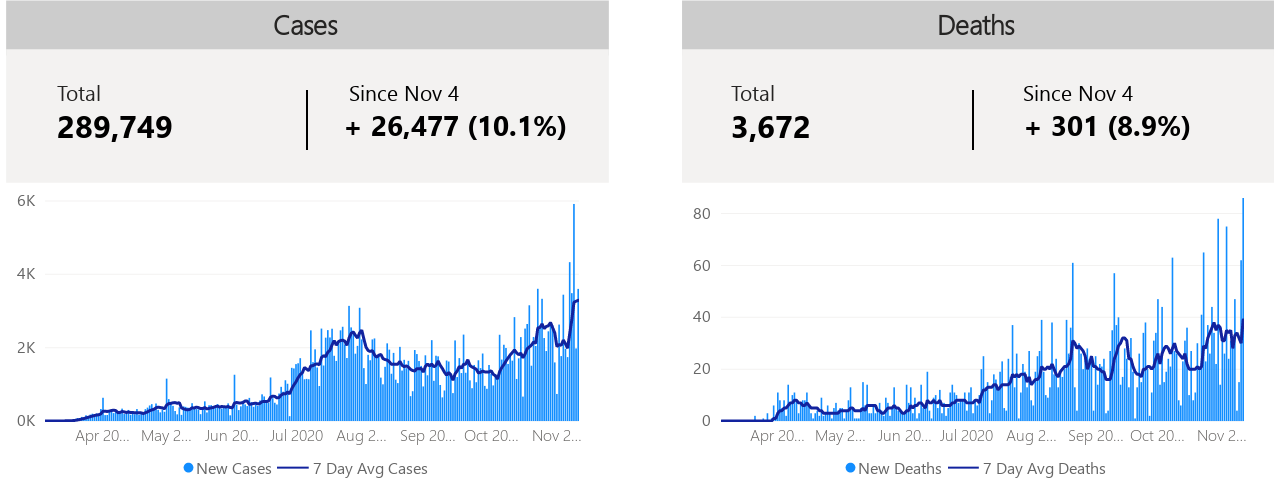 Cases
Total
Since Nov 4
289,749
+ 26,477 (10.1%)
6K
4K
2K
0K
Apr 20... May 2... Jun 20... Jul 2020 Aug 2... Sep 20... Oct 20... Nov 2...
New Cases 7 Day Avg Cases
Deaths
Total
Since Nov 4
3,672
+ 301 (8.9%)
80
60
40
20
0
Apr 20... May 2... Jun 20... Jul 2020 Aug 2... Sep 20... Oct 20... Nov 2...
New Deaths 7 Day Avg Deaths